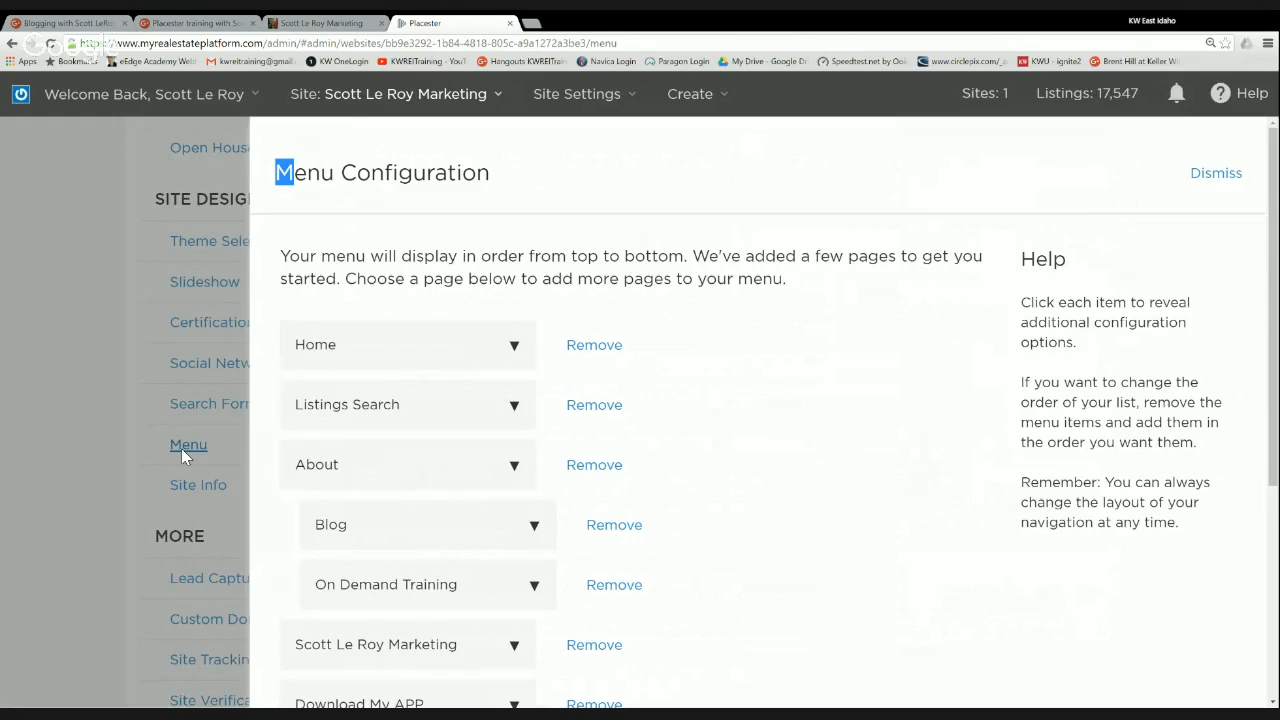 Blogging with Scott LeRo
Placester training with Sc
Scott Le Roy Marketing
Placester
KW East Idaho
https://www.myrealestateplatform.com/admin/#admin/websites/bb9e3292-1b84-4818-805c-a9a1272a3be3/menu
Apps
Bookmark
eEdge Academy Web
kwreitraining@gmail.
KW OneLogin
KWREITraining - YouT
Hangouts KWREITrain
Navica Login
Paragon Login
My Drive - Google Dr
Speedtest.net by Ook
www.circlepix.com/_a
KWU - ignite2
Brent Hill at Keller Wi
Welcome Back, Scott Le Roy
Site: Scott Le Roy Marketing
Site Settings
Create
Sites: 1
Listings: 17,547
Help
Open Hous
SITE DESIG
Theme Sele
Slideshow
Certification
Social Netw
Search Form
Menu
Site Info
MORE
Lead Captu
Custom Do
Site Trackin
Site Verifica
Menu Configuration
Dismiss
Your menu will display in order from top to bottom. We've added a few pages to get you
started. Choose a page below to add more pages to your menu.
Home
Remove
Listings Search
Remove
About
Remove
Blog
Remove
On Demand Training
Remove
Scott Le Roy Marketing
Remove
Download My APP
Remove
Help
Click each item to reveal
additional configuration
options.
If you want to change the
order of your list, remove the
menu items and add them in
the order you want them.
Remember: You can always
change the layout of your
navigation at any time.